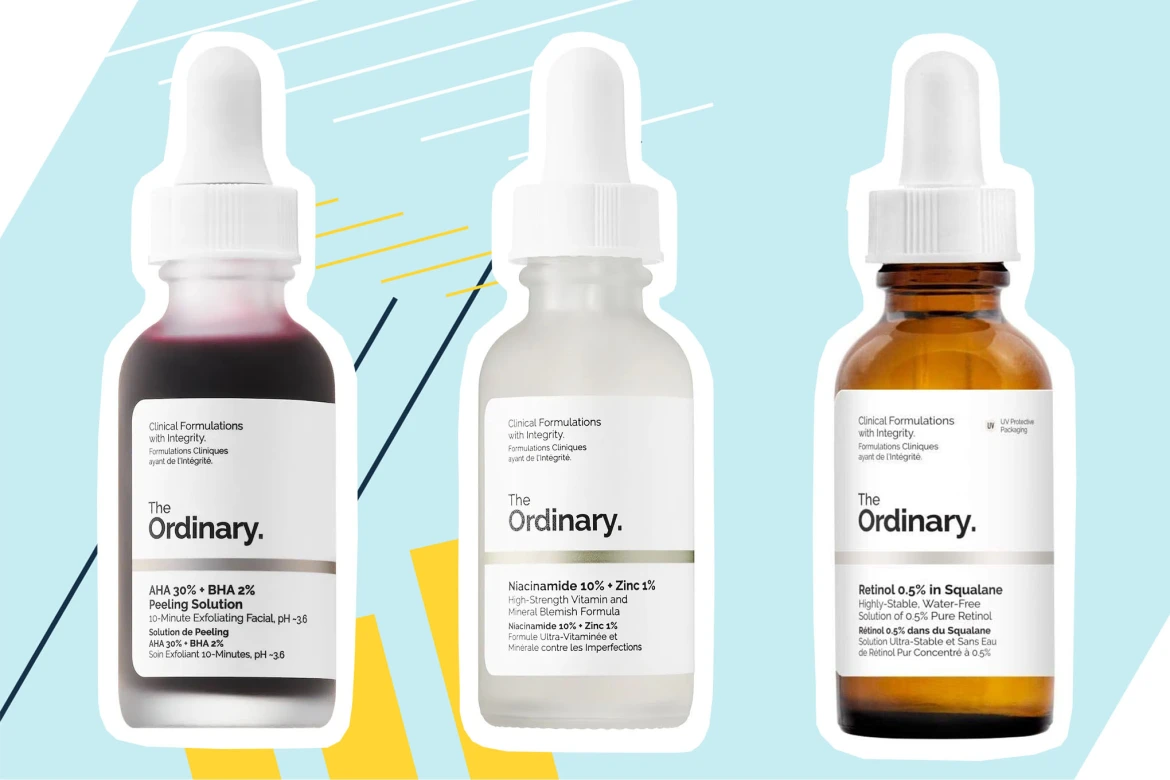 Clinical Formulations
with Integrity.
Formulations Cliniques
ayant de l'Intégrité.
The
Ordinary.
AHA 30% + BHA 2%
Peeling Solution
10-Minute Exfoliating Facial, pH ~3.6
Solution de Peeling
AHA 30% + BHA 2%
Soin Exfoliant 10-Minutes, pH ~3.6
Clinical Formulations
with Integrity.
Formulations Cliniques
ayant de l'Intégrité.
The
Ordinary.
Niacinamide 10% + Zinc 1%
High-Strength Vitamin and
Mineral Blemish Formula
Niacinamide 10% + Zinc 1%
Formule Ultra-Vitaminée et
Minérale contre les Imperfections
Clinical Formulations
with Integrity.
Formulations Cliniques
ayant de l'Intégrité.
UV
UV Protective
Packaging
The
Ordinary.
Retinol 0.5% in Squalane
Highly-Stable, Water-Free
Solution of 0.5% Pure Retinol
Rétinol 0.5% dans du Squalane
Solution Ultra-Stable et Sans Eau
de Rétinol Pur Concentré à 0.5%